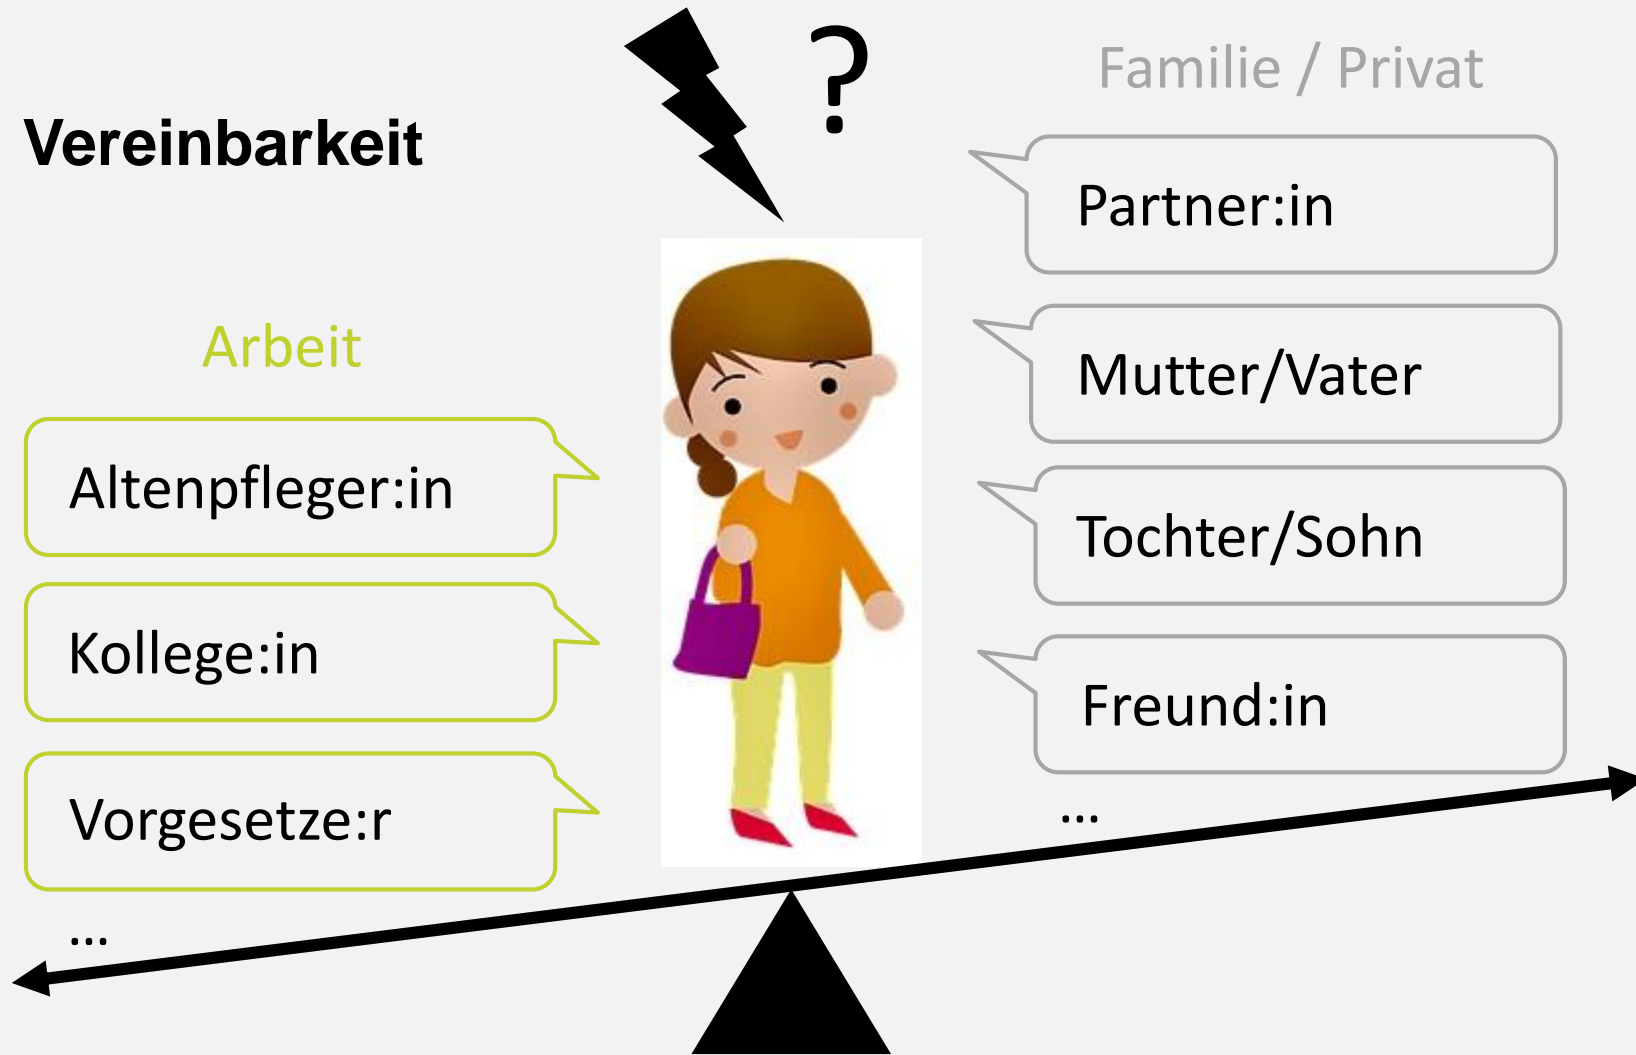 Vereinbarkeit
?
Arbeit
Altenpfleger:in
Kollege:in
Vorgesetze:r
...
Familie / Privat
Partner:in
Mutter/Vater
Tochter/Sohn
Freund:in
...